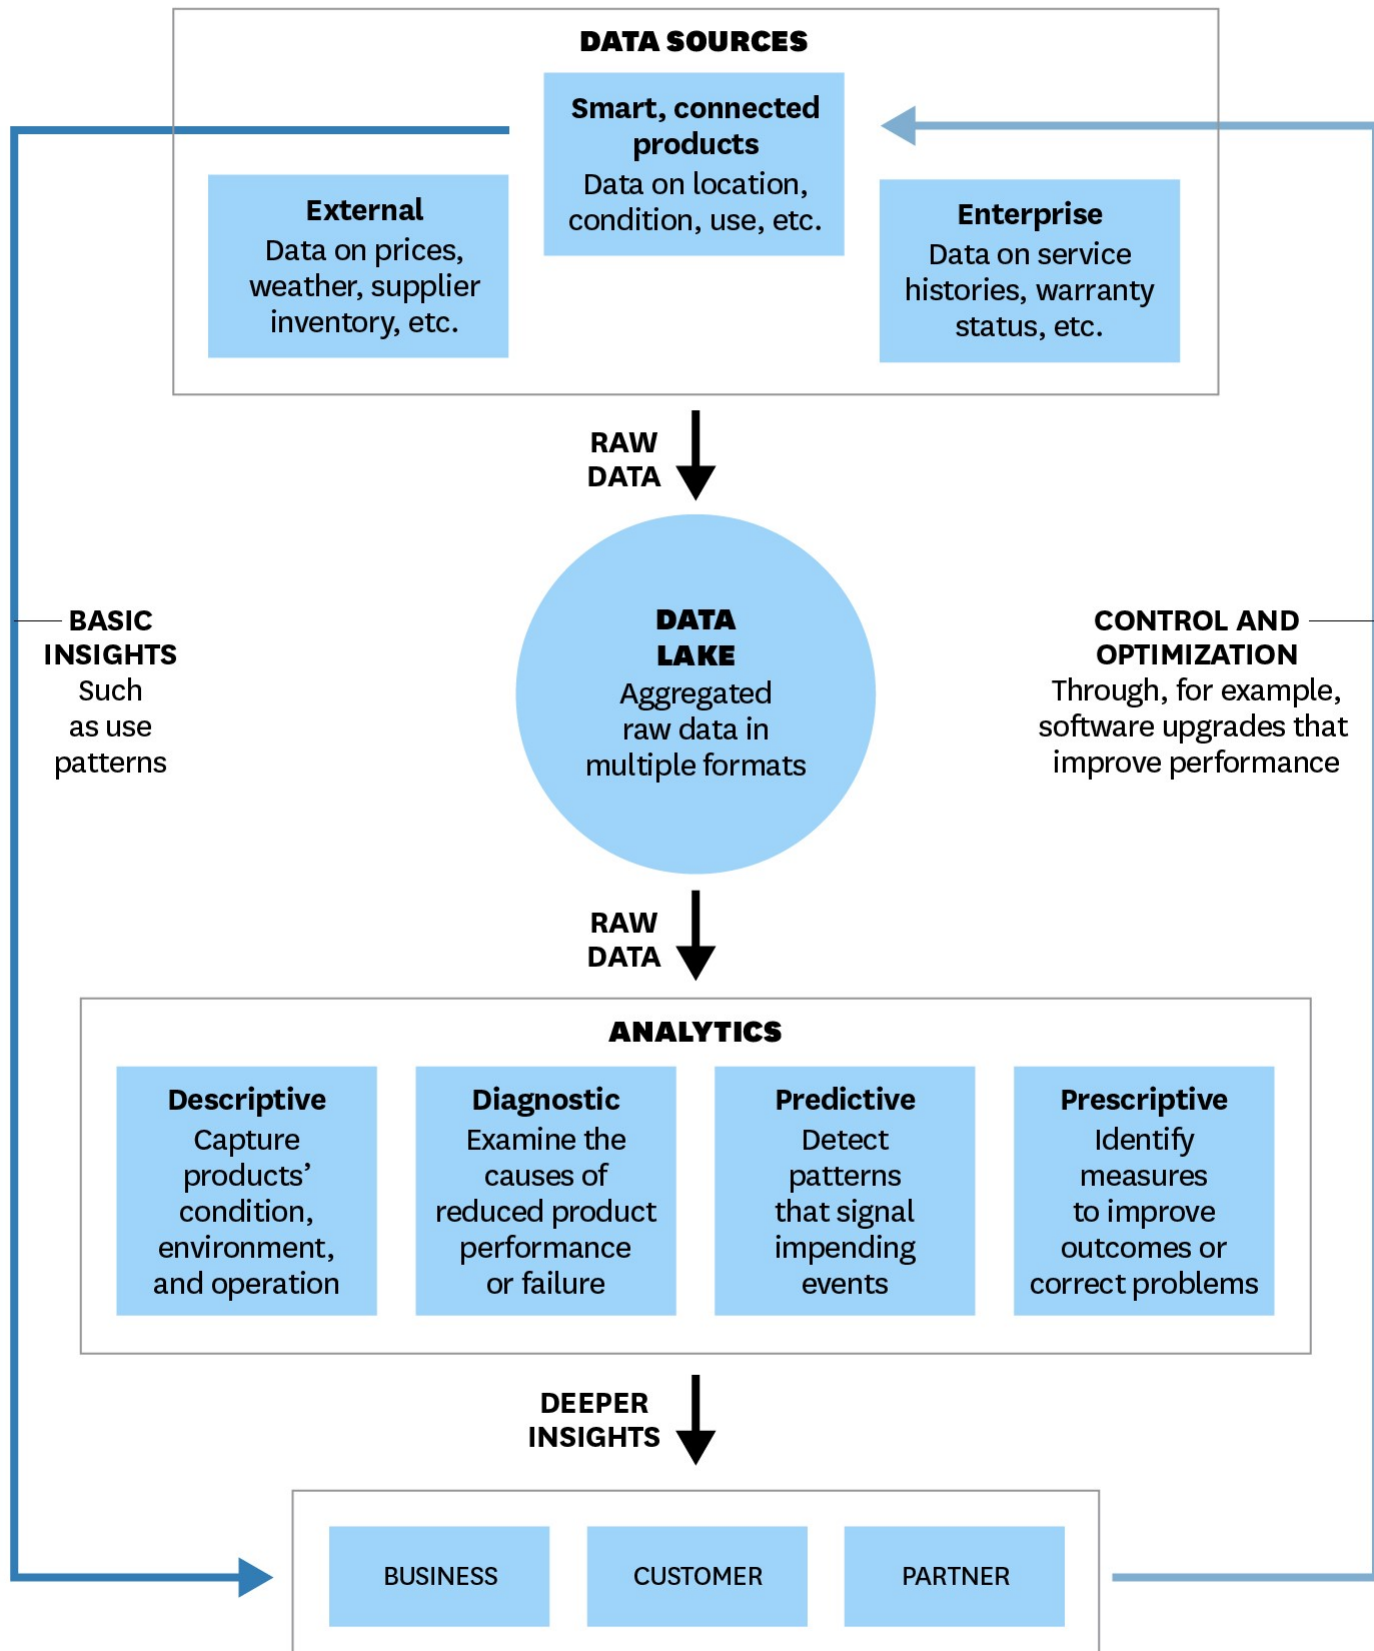 DATA SOURCES
Smart, connected
products
Data on location,
condition, use, etc.
External
Data on prices,
weather, supplier
inventory, etc.
Enterprise
Data on service
histories, warranty
status, etc.
RAW
DATA
BASIC
INSIGHTS
Such
as use
patterns
DATA
LAKE
Aggregated
raw data in
multiple formats
CONTROL AND
OPTIMIZATION
Through, for example,
software upgrades that
improve performance
RAW
DATA
ANALYTICS
Descriptive
Capture
products’
condition,
environment,
and operation
Diagnostic
Examine the
causes of
reduced product
performance
or failure
Predictive
Detect
patterns
that signal
impending
events
Prescriptive
Identify
measures
to improve
outcomes or
correct problems
DEEPER
INSIGHTS
BUSINESS
CUSTOMER
PARTNER